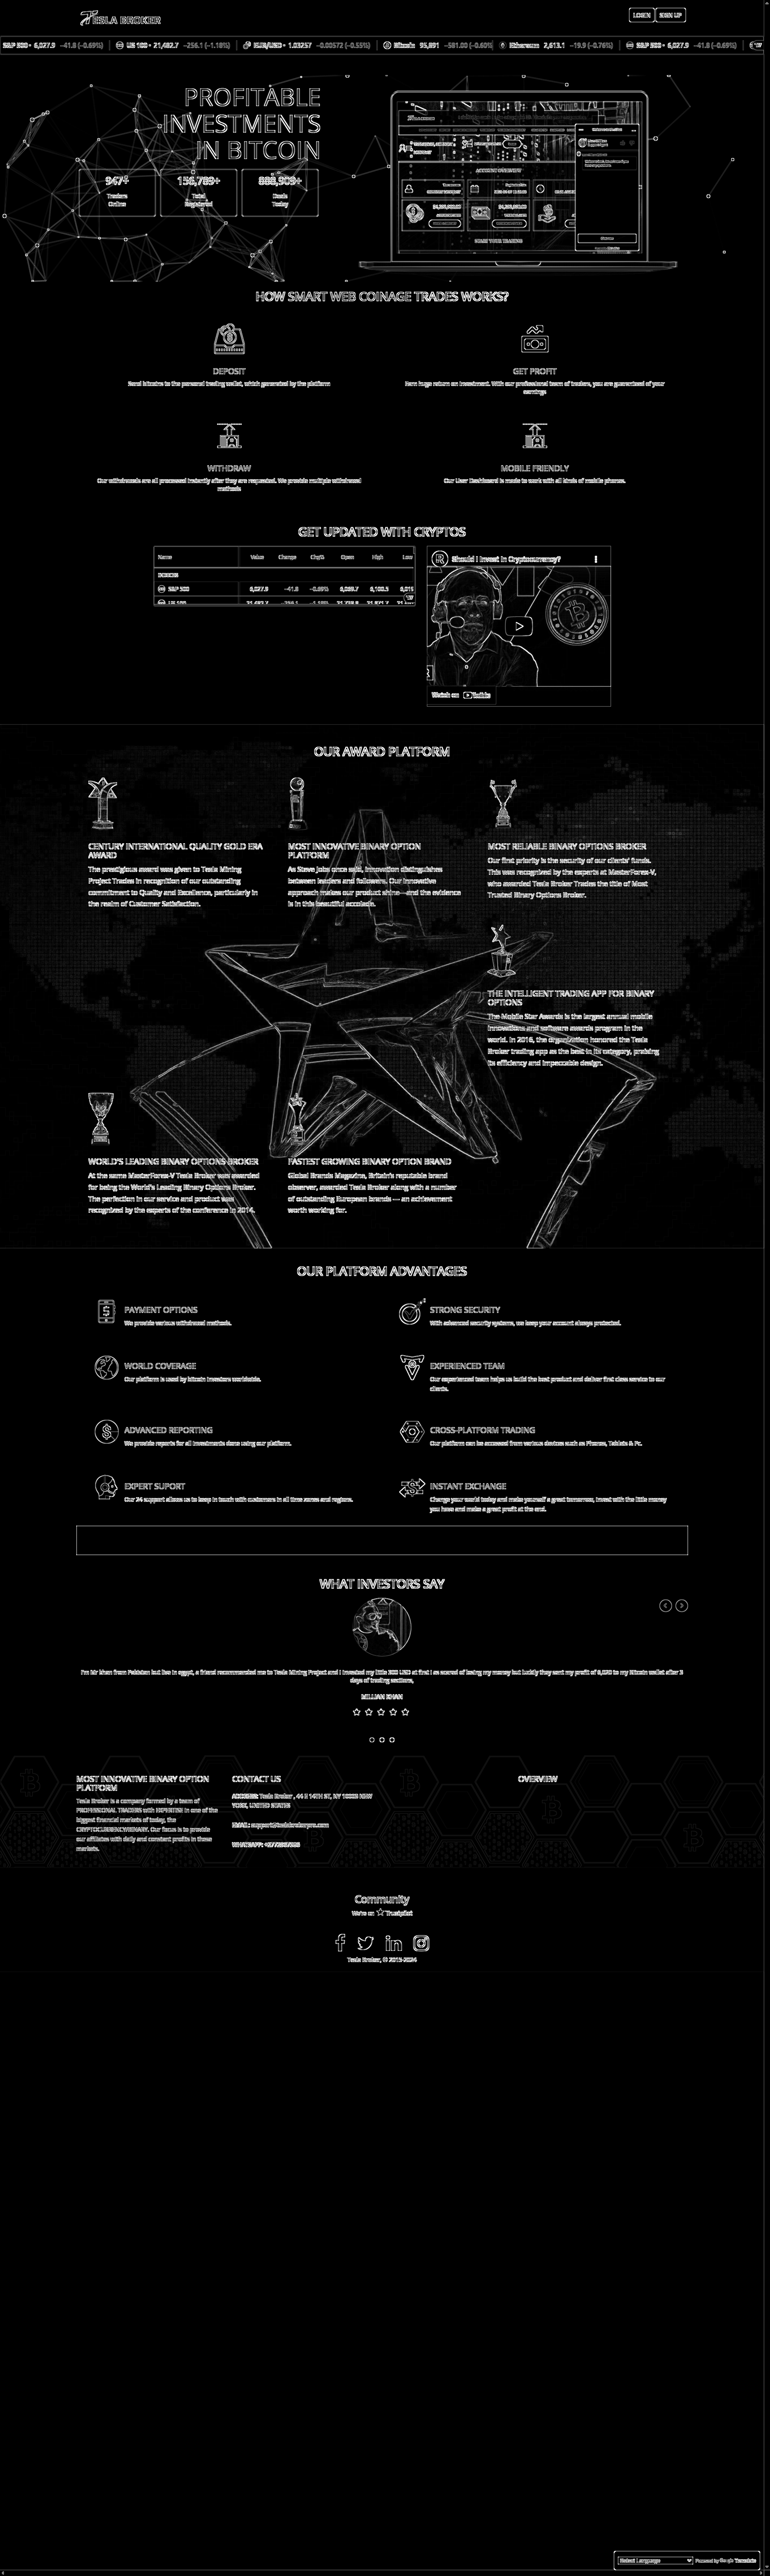 TESLA BROKER
LOGIN SIGN UP
S&P 500 6,027.9 −41.8 (−0.69%) US 100 21,482.7 −256.1 (−1.18%) EUR/USD 1.03257 −0.00572 (−0.55%) Bitcoin 95,891 −581.00 (−0.60%) Ethereum 2,613.1 −19.9 (−0.76%) S&P 500 6,027.9 −41.8 (−0.69%)
PROFITABLE
INVESTMENTS
IN BITCOIN
947+
Traders
Online
156,789+
Total
Registered
888,909+
Deals
Today
ACCOUNT OVERVIEW
START YOUR TRADING
HOW SMART WEB COINAGE TRADES WORKS?
DEPOSIT
Send bitcoins to the personal trading wallet, which generated by the platform
GET PROFIT
Earn huge return on investment. With our professional team of traders, you are guaranteed of your
earnings
WITHDRAW
Our withdrawals are all processed instantly after they are requested. We provide multiple withdrawal
methods
MOBILE FRIENDLY
Our User Dashboard is made to work with all kinds of mobile phones.
GET UPDATED WITH CRYPTOS
Name Value Change Chg% Open High Low
INDICES
S&P 500 6,027.9 −41.8 −0.69% 6,069.7 6,100.5
US 100
Should I Invest In Cryptocurrency?
Watch on YouTube
OUR AWARD PLATFORM
CENTURY INTERNATIONAL QUALITY GOLD ERA
AWARD
The prestigious award was given to Tesla Mining
Project Trades in recognition of our outstanding
commitment to Quality and Excellence, particularly in
the realm of Customer Satisfaction.
MOST INNOVATIVE BINARY OPTION
PLATFORM
As Steve Jobs once said, innovation distinguishes
between leaders and followers. Our innovative
approach makes our product shine—and the evidence
is in this beautiful accolade.
MOST RELIABLE BINARY OPTIONS BROKER
Our first priority is the security of our clients' funds.
This was recognized by the experts at MasterForex-V,
who awarded Tesla Broker Trades the title of Most
Trusted Binary Options Broker.
THE INTELLIGENT TRADING APP FOR BINARY
OPTIONS
The Mobile Star Awards is the largest annual mobile
innovations and software awards program in the
world. In 2016, the organization honored the Tesla
Broker trading app as the best in its category, praising
its efficiency and impeccable design.
WORLD'S LEADING BINARY OPTIONS BROKER
At the same MasterForex-V Tesla Broker was awarded
for being the World's Leading Binary Options Broker.
The perfection in our service and product was
recognized by the experts of the conference in 2014.
FASTEST GROWING BINARY OPTION BRAND
Global Brands Magazine, Britain's reputable brand
observer, awarded Tesla Broker along with a number
of outstanding European brands — an achievement
worth working for.
OUR PLATFORM ADVANTAGES
PAYMENT OPTIONS
We provide various withdrawal methods.
STRONG SECURITY
With advanced security systems, we keep your account always protected.
WORLD COVERAGE
Our platform is used by bitcoin investors worldwide.
EXPERIENCED TEAM
Our experienced team helps us build the best product and deliver first class service to our
clients.
ADVANCED REPORTING
We provide reports for all investments done using our platform.
CROSS-PLATFORM TRADING
Our platform can be accessed from various devices such as Phones, Tablets & Pc.
EXPERT SUPORT
Our 24 support allows us to keep in touch with customers in all time zones and regions.
INSTANT EXCHANGE
Change your world today and make yourself a great tomorrow, Invest with the little money
you have and make a great profit at the end.
WHAT INVESTORS SAY
I'm Mr khan from Pakistan but live in egypt, a friend recommended me to Tesla Mining Project and I invested my little 300 USD at first I as scared of losing my money but luckily they sent my profit of to my Bitcoin wallet after
days of trading sections,
MILLIAN KHAN
MOST INNOVATIVE BINARY OPTION
PLATFORM
Tesla Broker is a company formed by a team of
PROFESSIONAL TRADERS with EXPERTISE in one of the
biggest financial markets of today, the
CRYPTOCURRENCY/BINARY. Our focus is to provide
our affiliates with daily and constant profits in these
markets.
CONTACT US
ADDRESS: Tesla Broker , 44 E 14TH ST, NY 10003 NEW
YORK, UNITED STATES
EMAIL:
WHATSAPP:
OVERVIEW
Community
We're on Trustpilot
Tesla Broker, © 2015-2024
Select Language Powered by Google Translate